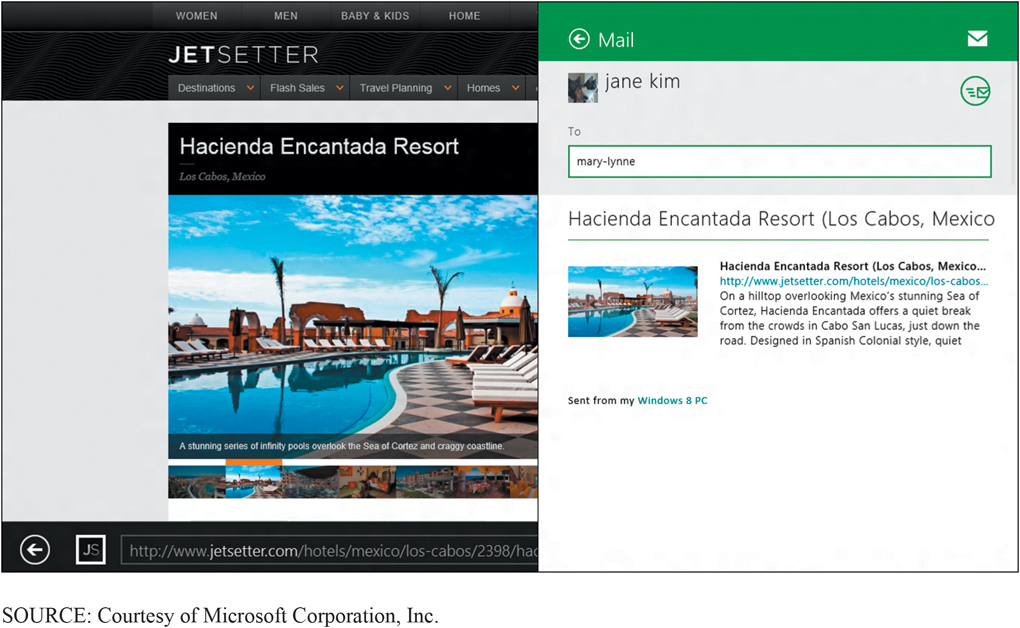 WOMEN MEN BABY & KIDS HOME
JETSETTER
Destinations Flash Sales Travel Planning Homes
Hacienda Encantada Resort
Los Cabos, Mexico
A stunning series of infinity pools overlook the Sea of Cortez and craggy coastline.
JS http://www.jetsetter.com/hotels/mexico/los-cabos/2398/hac
Mail
jane kim
To
mary-lynne
Hacienda Encantada Resort (Los Cabos, Mexico
Hacienda Encantada Resort (Los Cabos, Mexico...
http://www.jetsetter.com/hotels/mexico/los-cabos...
On a hilltop overlooking Mexico's stunning Sea of
Cortez, Hacienda Encantada offers a quiet break
from the crowds in Cabo San Lucas, just down the
road. Designed in Spanish Colonial style, quiet
Sent from my Windows 8 PC
SOURCE: Courtesy of Microsoft Corporation, Inc.